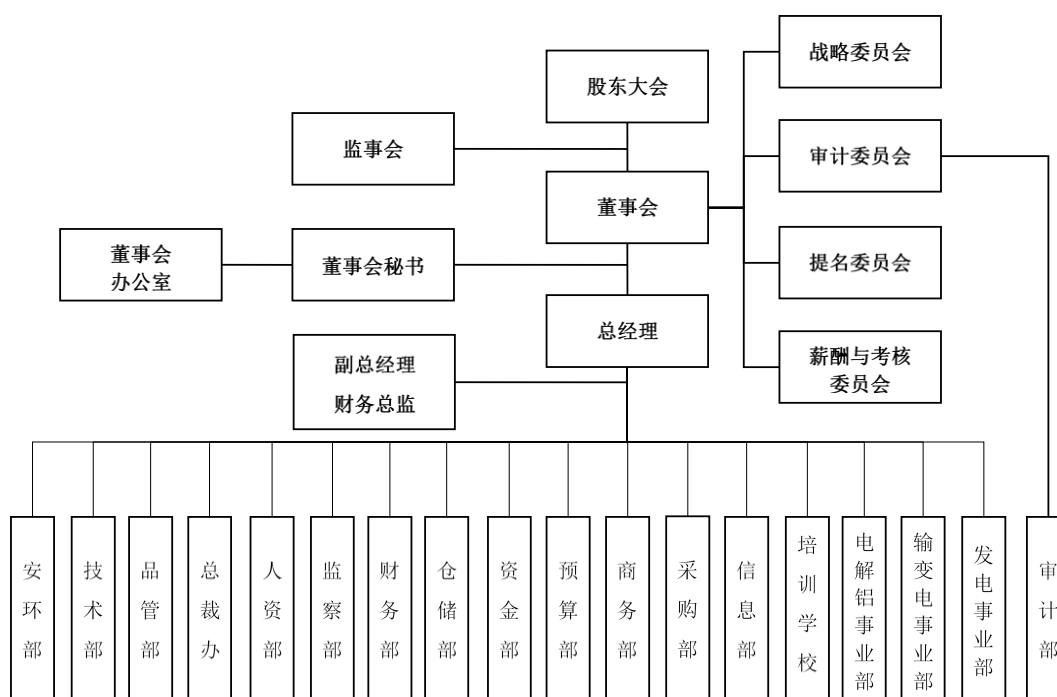 战略委员会
股东大会
监事会
审计委员会
董事会
董事会
办公室
董事会秘书
提名委员会
总经理
副总经理
财务总监
薪酬与考核
委员会
安环部
技术部
品管部
总裁办
人资部
监察部
财务部
仓储部
资金部
预算部
商务部
采购部
信息部
培训学校
电解铝事业部
输变电事业部
发电事业部
审计部